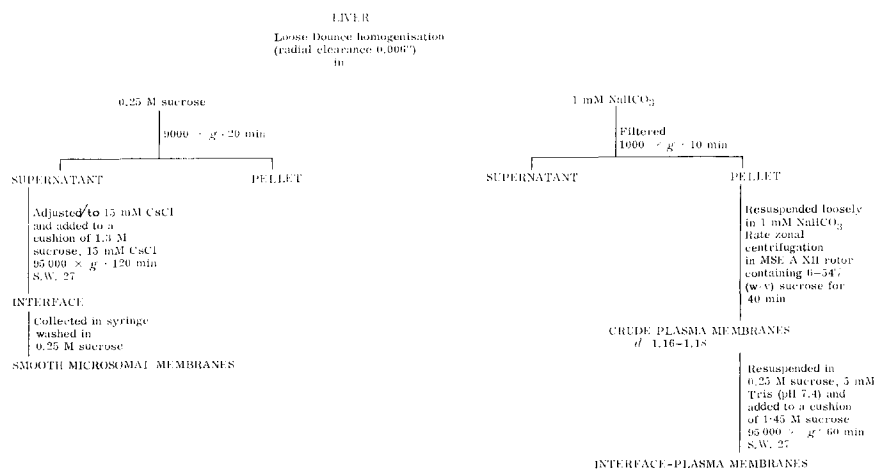 LIVER
Loose Dounce homogenisation
(radial clearance 0.006")
in
0.25 M sucrose
9000 × g · 20 min
SUPERNATANT
PELLET
Adjusted to 15 mM CsCl
and added to a
cushion of 1.3 M
sucrose, 15 mM CsCl
95 000 × g · 120 min
S.W. 27
INTERFACE
Collected in syringe
washed in
0.25 M sucrose
SMOOTH MICROSOMAL MEMBRANES
1 mM NaHCO3
Filtered
1000 × g · 10 min
SUPERNATANT
PELLET
Resuspended loosely
in 1 mM NaHCO3
Rate zonal
centrifugation
in MSE A XII rotor
containing 6–54%
(w/v) sucrose for
40 min
CRUDE PLASMA MEMBRANES
d 1.16–1.18
Resuspended in
0.25 M sucrose, 5 mM
Tris (pH 7.4) and
added to a cushion
of 1.45 M sucrose
95 000 × g · 60 min
S.W. 27
INTERFACE-PLASMA MEMBRANES